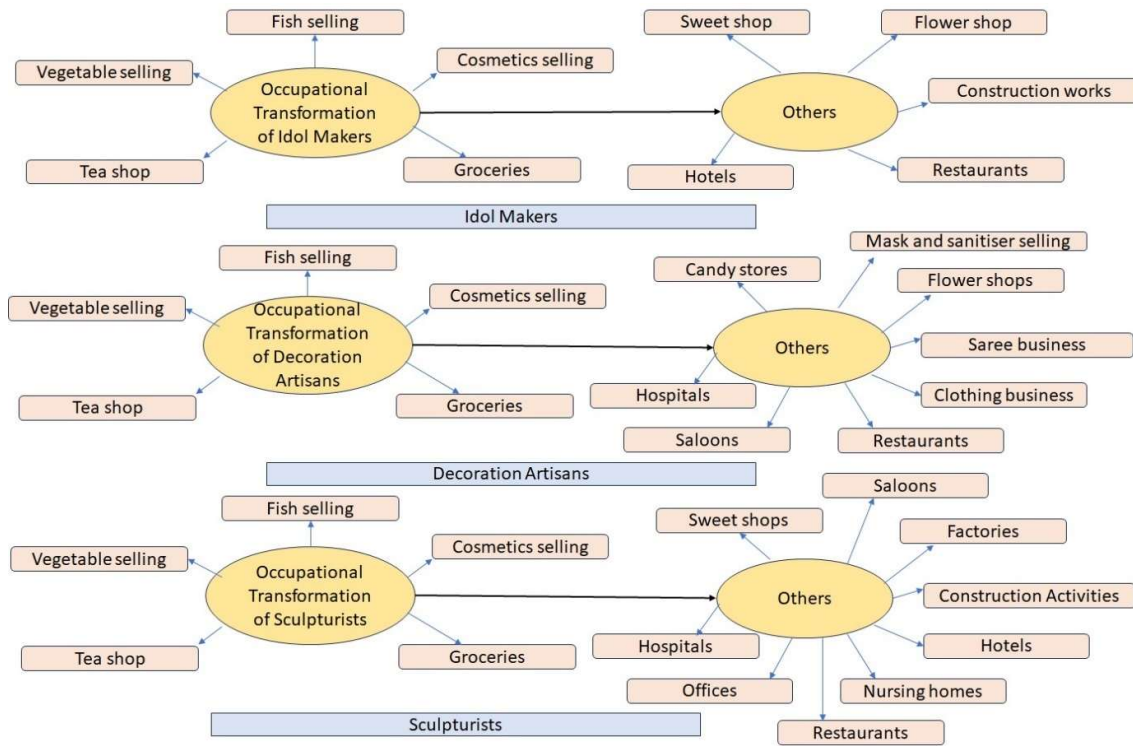 Fish selling
Sweet shop
Flower shop
Vegetable selling
Cosmetics selling
Occupational
Transformation
of Idol Makers
Others
Construction works
Tea shop
Groceries
Hotels
Restaurants
Idol Makers
Fish selling
Candy stores
Mask and sanitiser selling
Flower shops
Vegetable selling
Cosmetics selling
Occupational
Transformation
of Decoration
Artisans
Others
Saree business
Tea shop
Groceries
Hospitals
Clothing business
Saloons
Restaurants
Decoration Artisans
Fish selling
Sweet shops
Saloons
Factories
Vegetable selling
Cosmetics selling
Occupational
Transformation
of Sculpturists
Others
Construction Activities
Tea shop
Groceries
Hospitals
Hotels
Offices
Nursing homes
Restaurants
Sculpturists